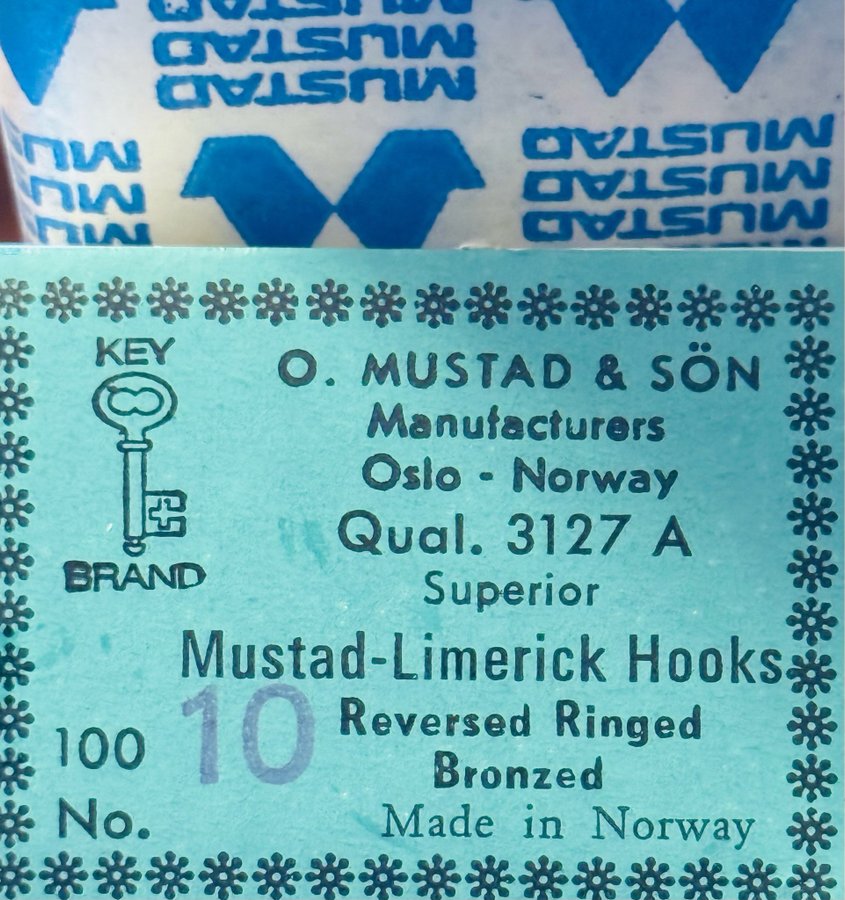 MUSTAD
MUSTAD
MUSTAD
MUSTAD
MUSTAD
MUSTAD
KEY
BRAND
O. MUSTAD & SÖN
Manufacturers
Oslo - Norway
Qual. 3127 A
Superior
Mustad-Limerick Hooks
10
Reversed Ringed
100
Bronzed
No.
Made in Norway